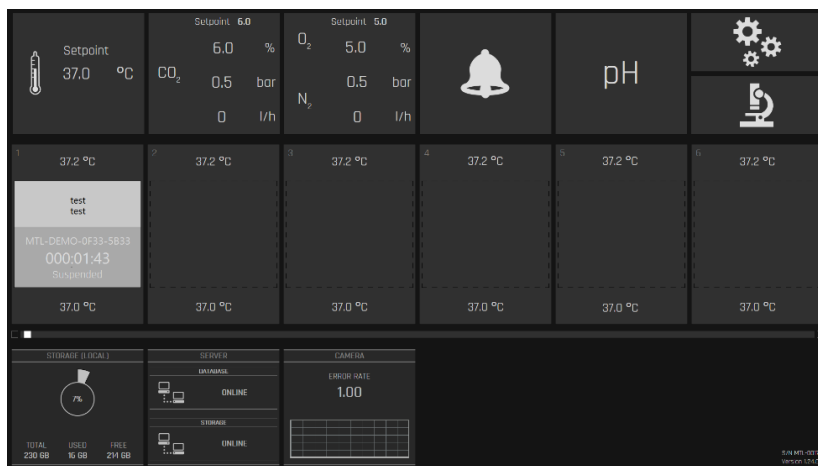 Setpoint
37.0 °C
Setpoint 6.0
CO2
6.0 %
0.5 bar
0 l/h
Setpoint 5.0
O2
5.0 %
0.5 bar
N2
0 l/h
pH
1
37.2 °C
test
test
MTL-DEMO-0F33-5B33
000:01:43
Suspended
37.0 °C
2
37.2 °C
37.0 °C
3
37.2 °C
37.0 °C
4
37.2 °C
37.0 °C
5
37.2 °C
37.0 °C
6
37.2 °C
37.0 °C
STORAGE (LOCAL)
7%
TOTAL USED FREE
230 GB 16 GB 214 GB
SERVER
DATABASE
ONLINE
STORAGE
ONLINE
CAMERA
ERROR RATE
1.00
S/N
Version